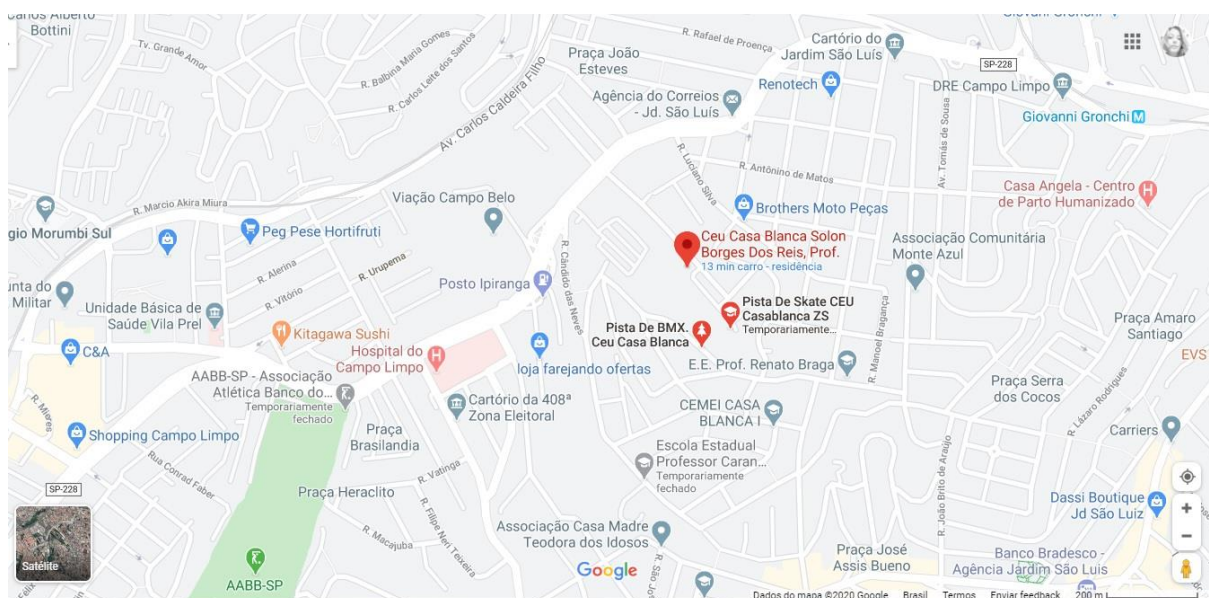 Carlos Alberto
Bottini
Tv. Grande Amor
R. Balbina Maria Gomes
R. Carlos Leite dos Santos
Av. Carlos Caldeira Filho
Praça João
Esteves
R. Rafael de Proença
Cartório do
Jardim São Luís
Giovanni Gronchi
SP-228
Renotech
DRE Campo Limpo
Agência do Correios
- Jd. São Luís
Giovanni Gronchi
M
R. Luciano Silva
R. Antônino de Matos
Av. Tomás de Sousa
Casa Angela - Centro
de Parto Humanizado
R. Marcio Akira Miura
Viação Campo Belo
Brothers Moto Peças
gio Morumbi Sul
Peg Pese Hortifruti
R. Cândido das Neves
Ceu Casa Blanca Solon
Borges Dos Reis, Prof.
13 min carro - residência
Associação Comunitária
Monte Azul
R. Alerina
R. Urupema
R. Vitório
Posto Ipiranga
unta do
Militar
Unidade Básica de
Saúde Vila Prel
Pista De Skate CEU
Casablanca ZS
Temporariamente...
Pista De BMX.
Ceu Casa Blanca
R. Manoel Bragança
Praça Amaro
Santiago
Kitagawa Sushi
C&A
Hospital do
Campo Limpo
loja farejando ofertas
E.E. Prof. Renato Braga
EVS
AABB-SP - Associação
Atlética Banco do...
Temporariamente
fechado
Praça Serra
dos Cocos
R. Lázaro Rodrigues
R. Miores
Cartório da 408ª
Zona Eleitoral
CEMEI CASA
BLANCA I
Praça
Brasilandia
Shopping Campo Limpo
Carriers
Rua Conrad Faber
Escola Estadual
Professor Caran...
Temporariamente
fechado
R. João Brito de Araújo
R. Vatinga
SP-228
Praça Heraclito
R. Filipe Neri Teixeira
Dassi Boutique
Jd São Luiz
R. Macajuba
Associação Casa Madre
Teodora dos Idosos
R. São Jo
Praça José
Assis Bueno
Banco Bradesco -
Agência Jardim São Luis
Satélite
AABB-SP
Google
Dados do mapa ©2020 Google
Brasil
Termos
Enviar feedback
200 m